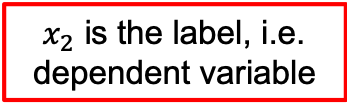 x₂ is the label, i.e.
dependent variable